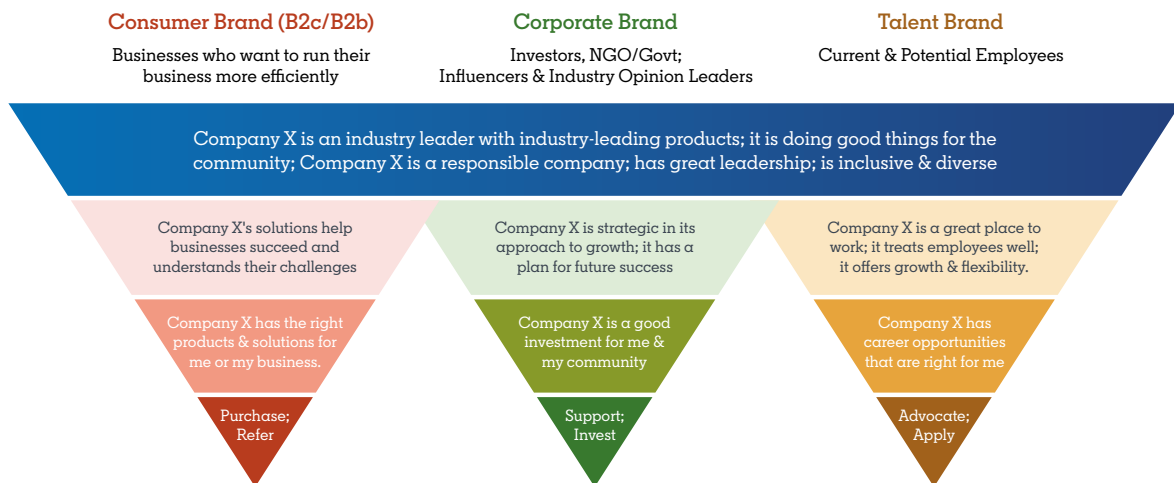 Consumer Brand (B2c/B2b)
Businesses who want to run their
business more efficiently
Corporate Brand
Investors, NGO/Govt;
Influencers & Industry Opinion Leaders
Talent Brand
Current & Potential Employees
Company X is an industry leader with industry-leading products; it is doing good things for the
community; Company X is a responsible company; has great leadership; is inclusive & diverse
Company X's solutions help
businesses succeed and
understands their challenges
Company X is strategic in its
approach to growth; it has a
plan for future success
Company X is a great place to
work; it treats employees well;
it offers growth & flexibility.
Company X has the right
products & solutions for
me or my business.
Company X is a good
investment for me &
my community
Company X has
career opportunities
that are right for me
Purchase;
Refer
Support;
Invest
Advocate;
Apply